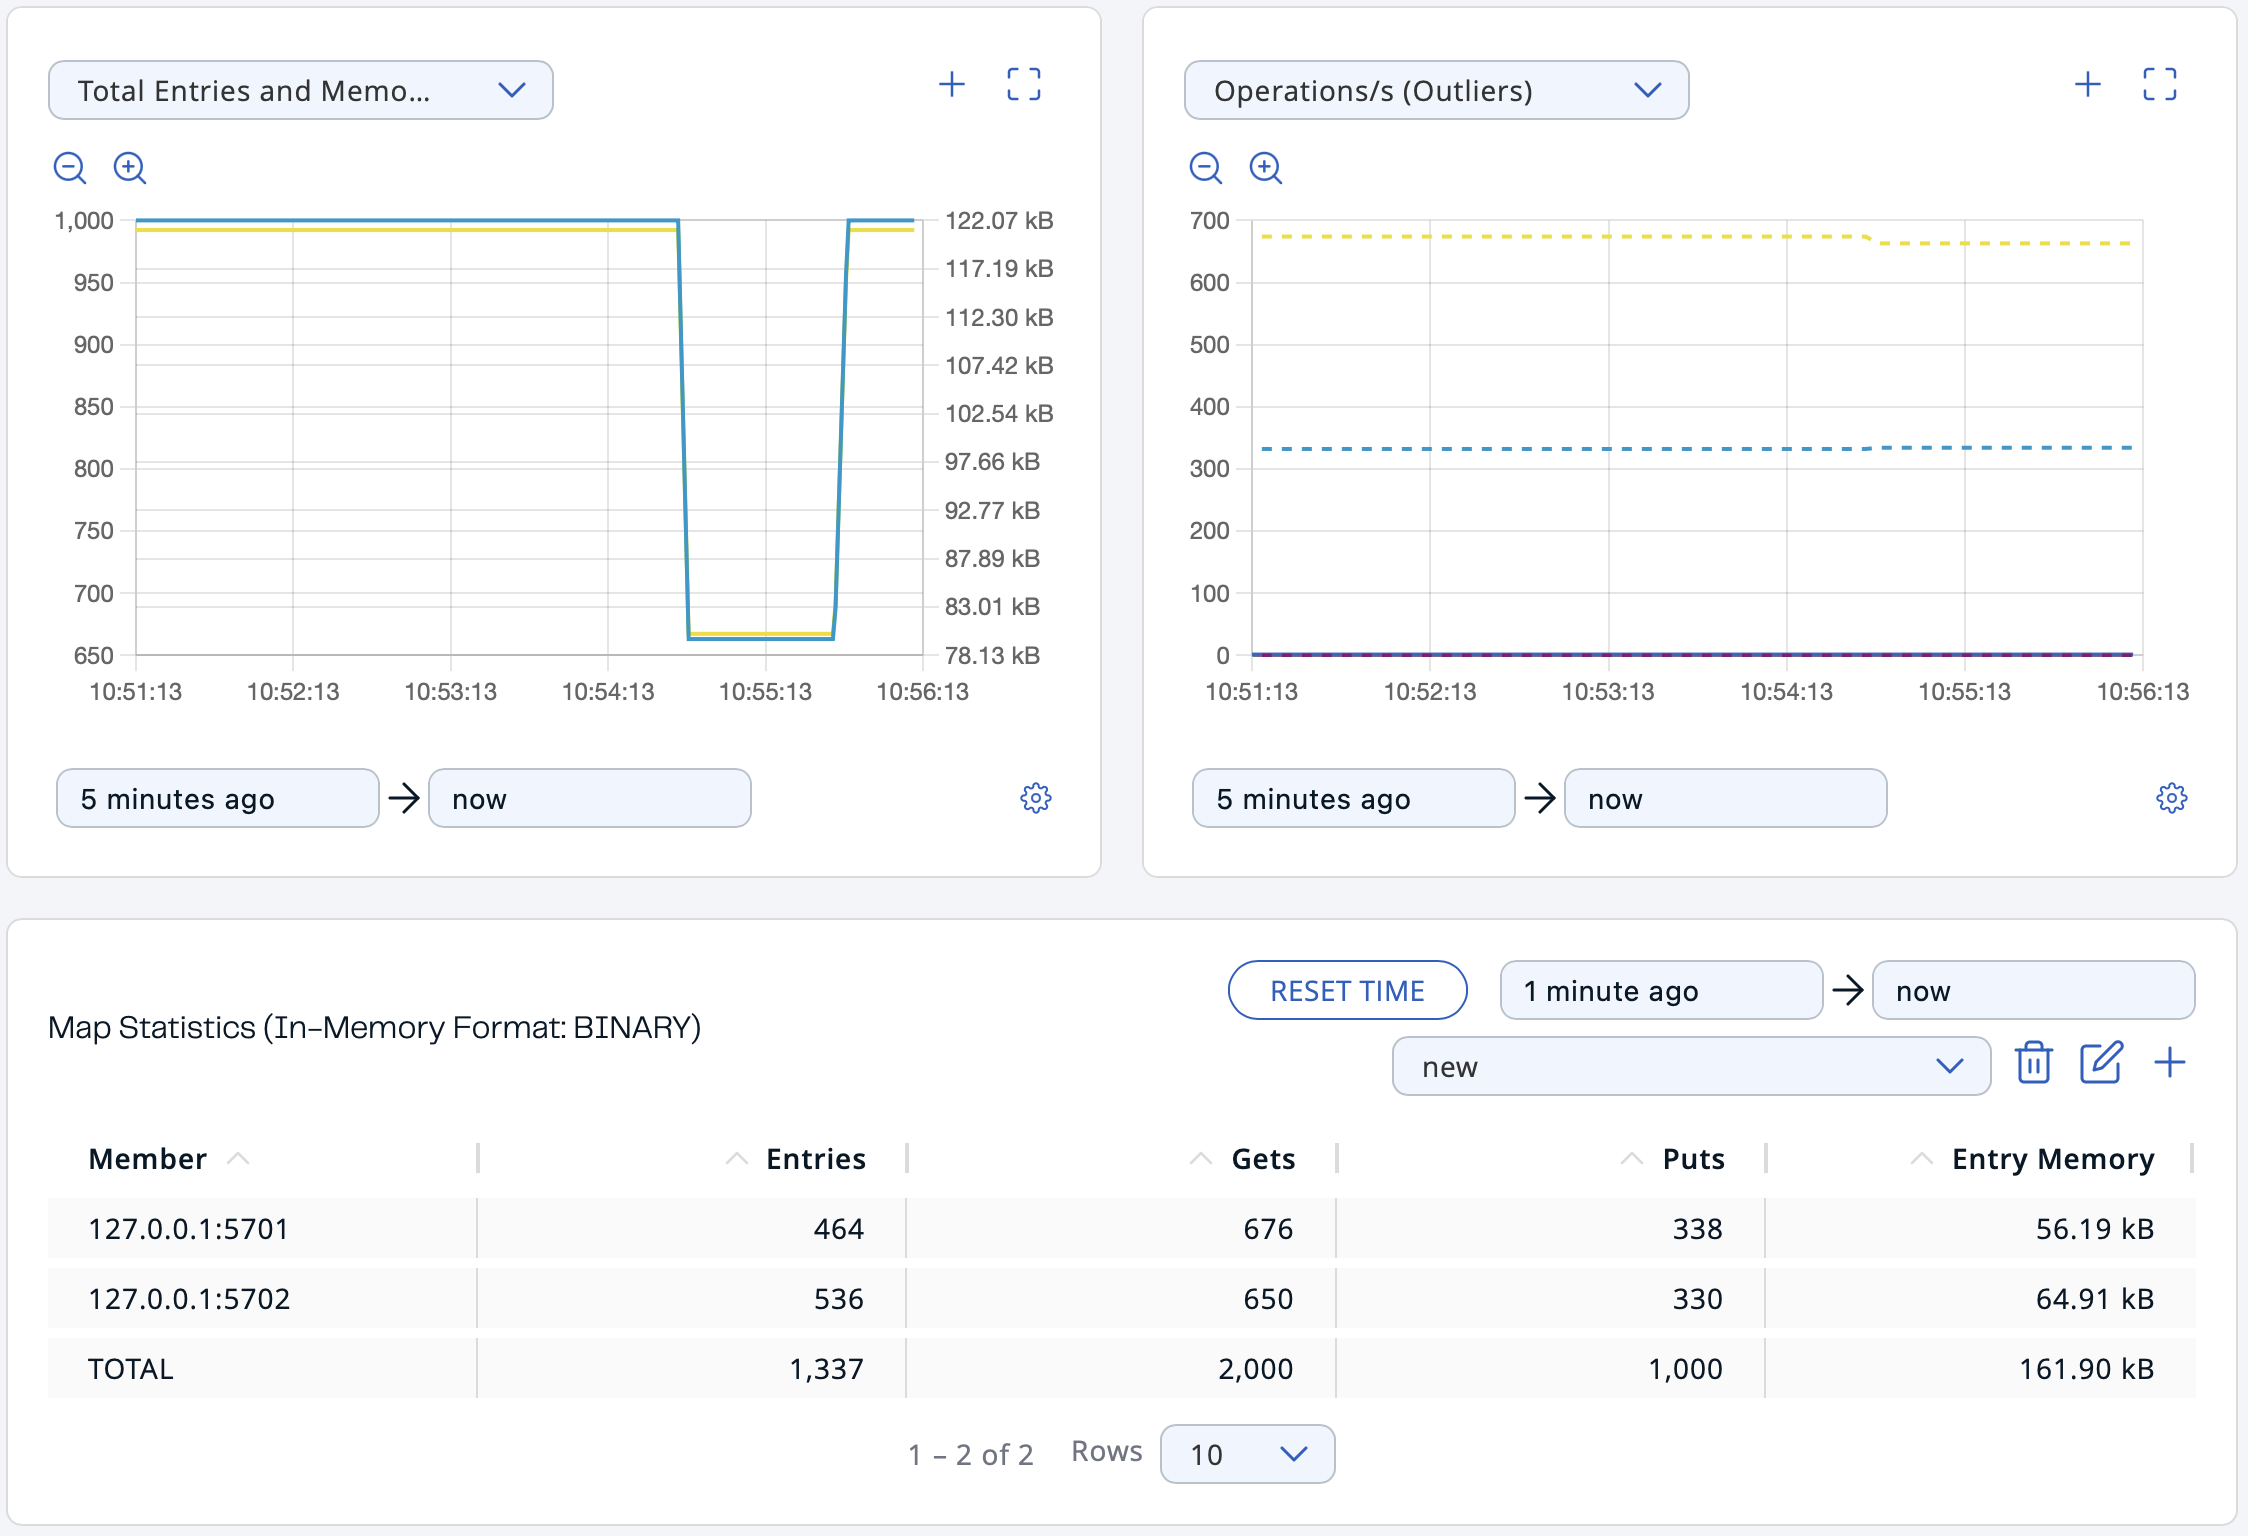 Total Entries and Memo...
1,000
950
900
850
800
750
700
650
122.07 kB
117.19 kB
112.30 kB
107.42 kB
102.54 kB
97.66 kB
92.77 kB
87.89 kB
83.01 kB
78.13 kB
10:51:13 10:52:13 10:53:13 10:54:13 10:55:13 10:56:13
5 minutes ago → now
Operations/s (Outliers)
700
600
500
400
300
200
100
0
10:51:13 10:52:13 10:53:13 10:54:13 10:55:13 10:56:13
5 minutes ago → now
Map Statistics (In-Memory Format: BINARY)
RESET TIME 1 minute ago → now
new
Member Entries Gets Puts Entry Memory
127.0.0.1:5701 464 676 338 56.19 kB
127.0.0.1:5702 536 650 330 64.91 kB
TOTAL 1,337 2,000 1,000 161.90 kB
1 – 2 of 2 Rows 10